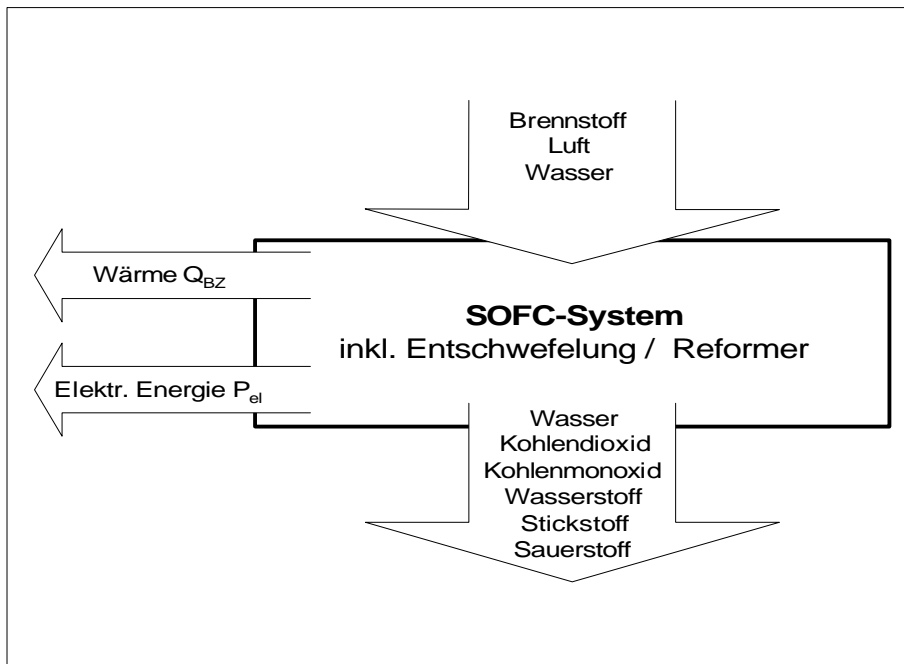 Brennstoff
Luft
Wasser
Wärme Q_BZ
SOFC-System
inkl. Entschwefelung / Reformer
Elektr. Energie P_el
Wasser
Kohlendioxid
Kohlenmonoxid
Wasserstoff
Stickstoff
Sauerstoff